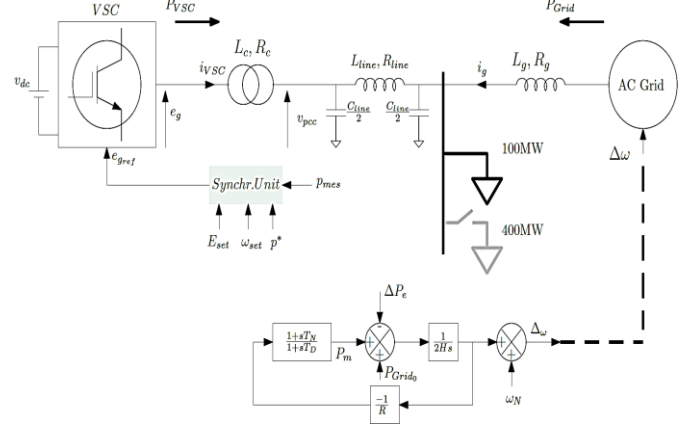 VSC
P_VSC
P_Grid
L_c, R_c
L_line, R_line
L_g, R_g
i_VSC
i_g
v_dc
AC Grid
e_g
v_pcc
C_line/2
C_line/2
e_gref
100MW
Δω
Synchr.Unit
p_mes
E_set
ω_set
p*
400MW
ΔP_e
-
1+sT_N/1+sT_D
P_m
+
+
1/2Hs
+
+
Δ_ω
P_Grid_0
ω_N
-1/R